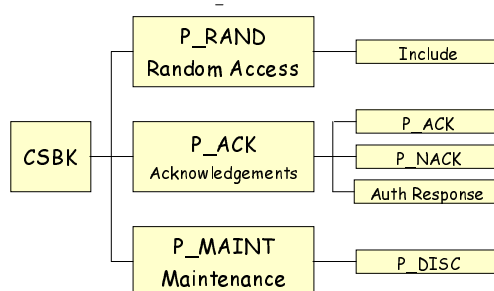 P_RAND
Random Access
Include
CSBK
P_ACK
Acknowledgements
P_ACK
P_NACK
Auth Response
P_MAINT
Maintenance
P_DISC